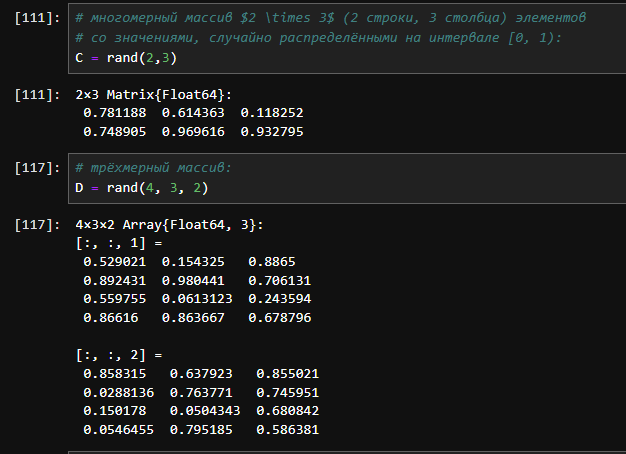 [111]: # многомерный массив $2 \times 3$ (2 строки, 3 столбца) элементов
# со значениями, случайно распределёнными на интервале [0, 1):
C = rand(2,3)
[111]: 2x3 Matrix{Float64}:
0.781188 0.614363 0.118252
0.748905 0.969616 0.932795
[117]: # трёхмерный массив:
D = rand(4, 3, 2)
[117]: 4x3x2 Array{Float64, 3}:
[:, :, 1] =
0.529021 0.154325 0.8865
0.892431 0.980441 0.706131
0.559755 0.0613123 0.243594
0.86616 0.863667 0.678796
[:, :, 2] =
0.858315 0.637923 0.855021
0.0288136 0.763771 0.745951
0.150178 0.0504343 0.680842
0.0546455 0.795185 0.586381